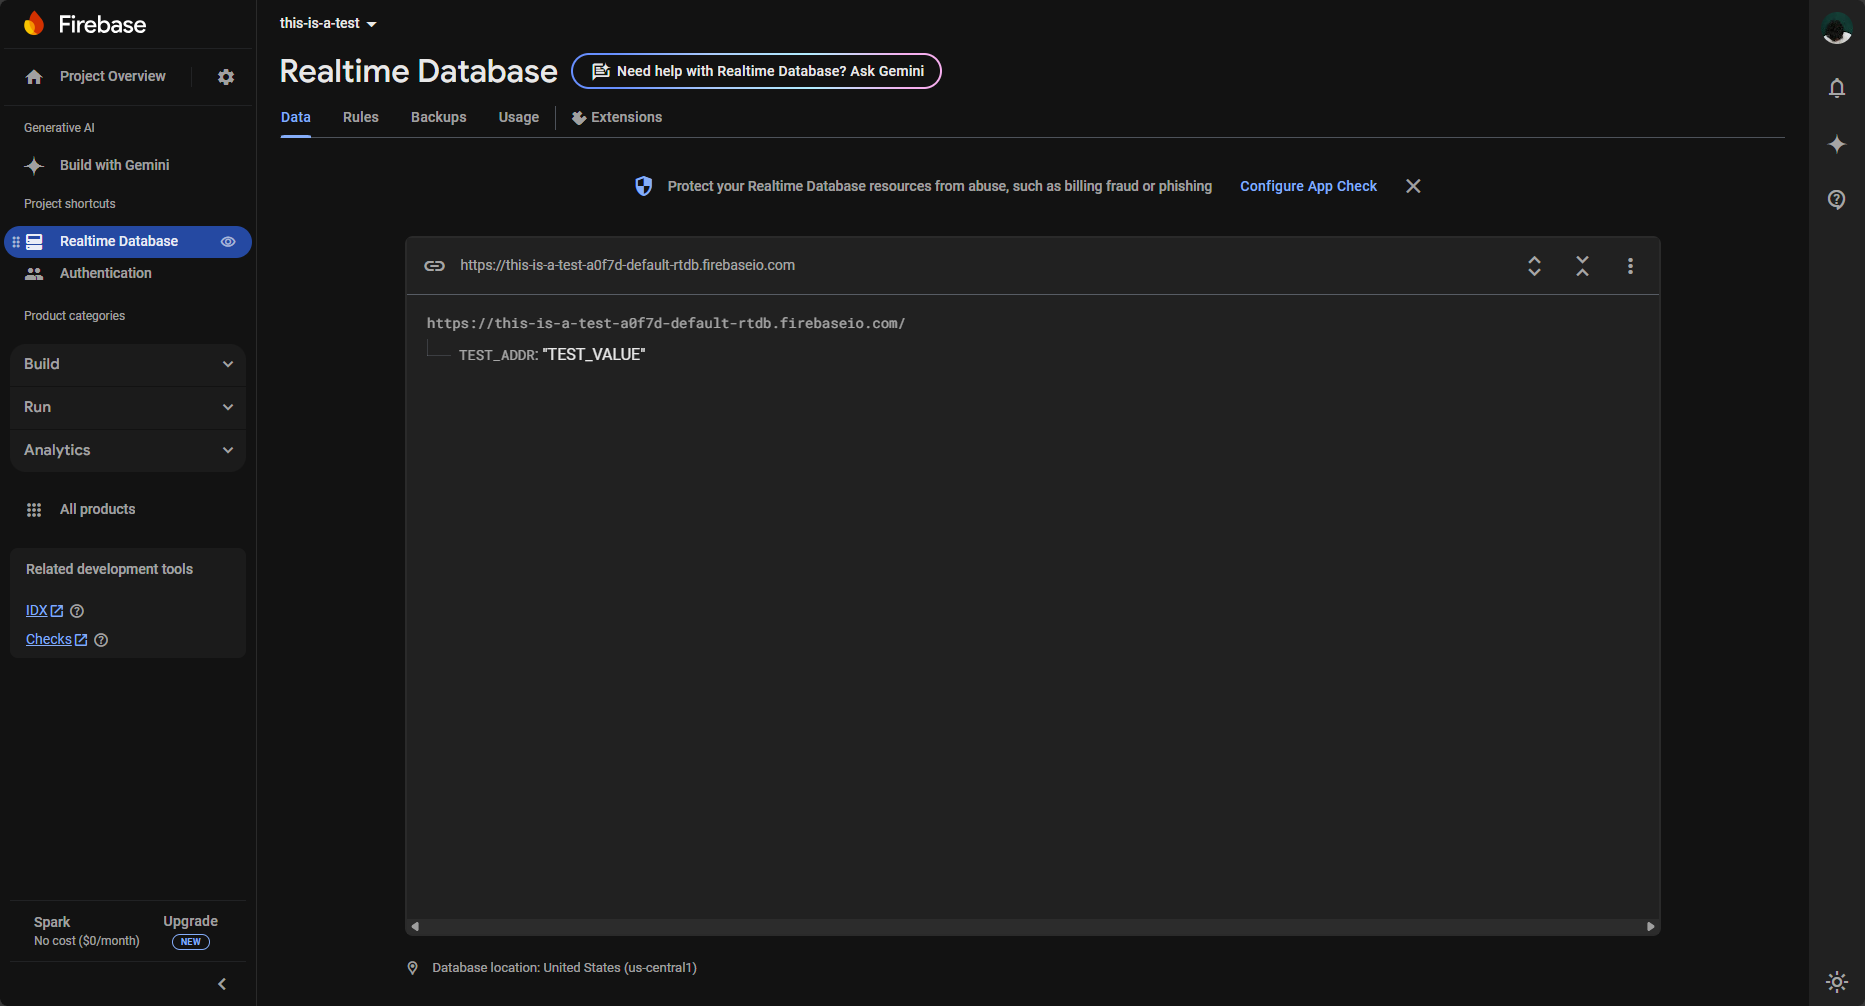 Firebase
Project Overview
Generative AI
Build with Gemini
Project shortcuts
Realtime Database
Authentication
Product categories
Build
Run
Analytics
All products
Related development tools
IDX
Checks
Spark
No cost ($0/month)
Upgrade
NEW
this-is-a-test
Realtime Database
Need help with Realtime Database? Ask Gemini
Data
Rules
Backups
Usage
Extensions
Protect your Realtime Database resources from abuse, such as billing fraud or phishing
Configure App Check
https://this-is-a-test-a0f7d-default-rtdb.firebaseio.com
https://this-is-a-test-a0f7d-default-rtdb.firebaseio.com/
TEST_ADDR: "TEST_VALUE"
Database location: United States (us-central1)